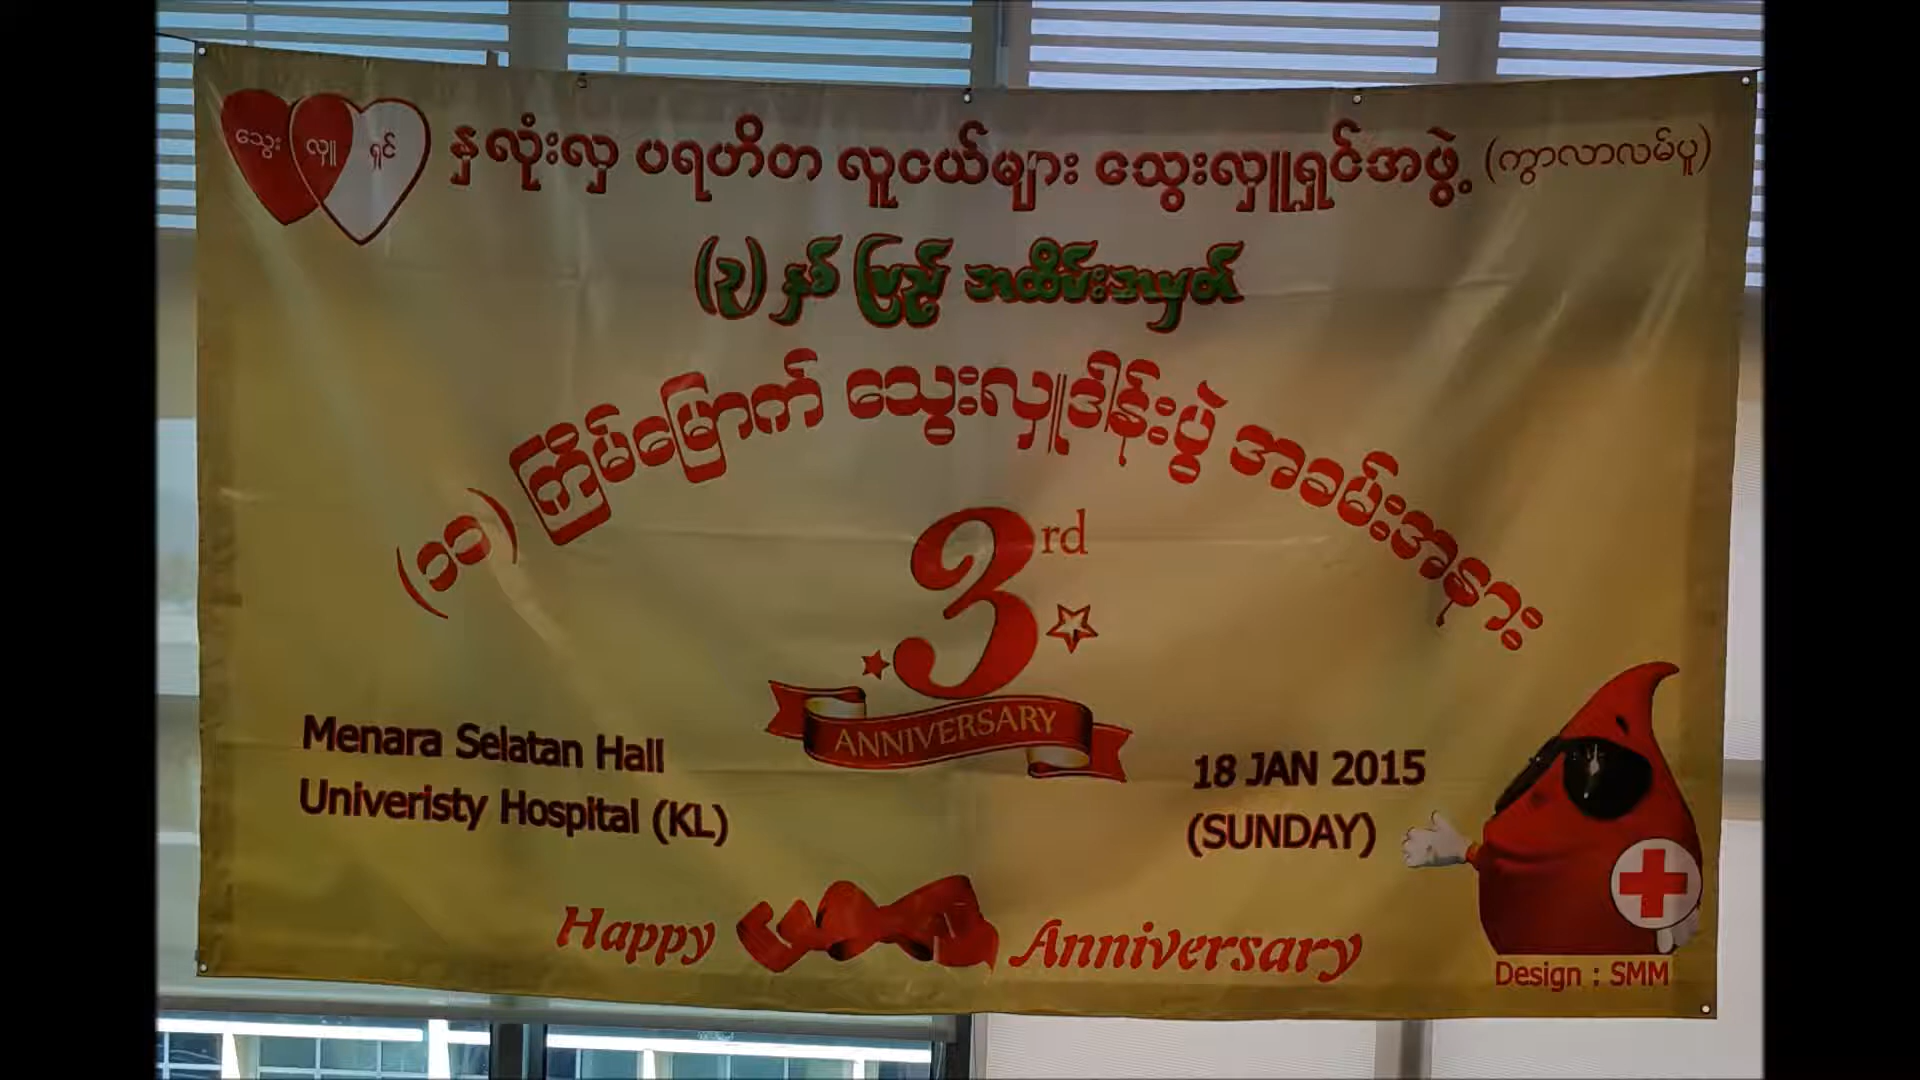 သွေး လှူ ရှင်
နှလုံးလှ ပရဟိတ လူငယ်များ သွေးလှူရှင်အဖွဲ့ (ကွာလာလမ်ပူ)
(၃) နှစ် ပြည့် အထိမ်းအမှတ်
(၁၁) ကြိမ်မြောက် သွေးလှူဒါန်းပွဲ အခမ်းအနား
3rd
ANNIVERSARY
Menara Selatan Hall
Univeristy Hospital (KL)
18 JAN 2015
(SUNDAY)
Happy Anniversary
Design : SMM